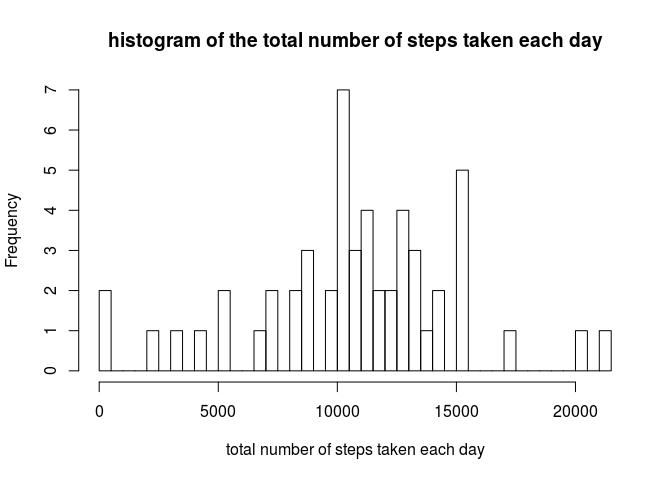 histogram of the total number of steps taken each day
Frequency
7
6
5
4
3
2
1
0
0 5000 10000 15000 20000
total number of steps taken each day